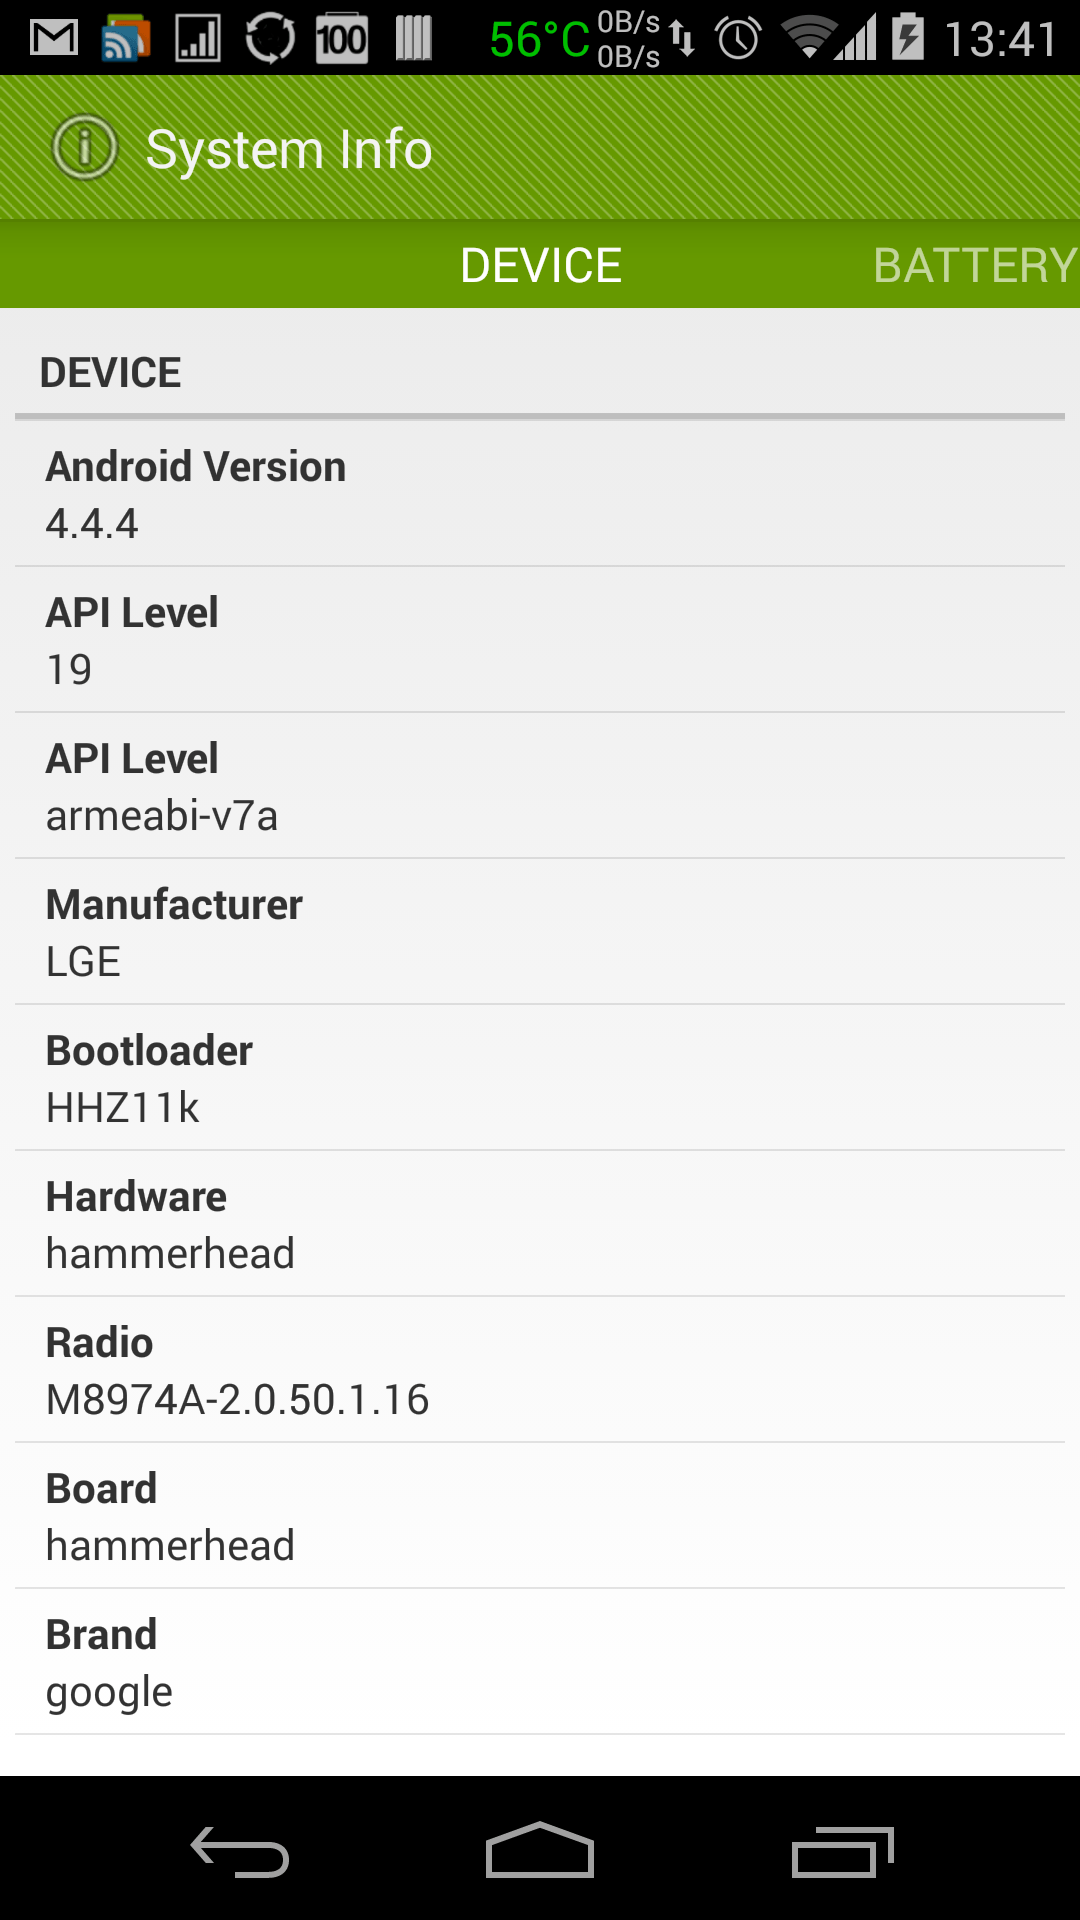 100 56°C 0B/s 13:41
0B/s
System Info
DEVICE BATTERY
DEVICE
Android Version
4.4.4
API Level
19
API Level
armeabi-v7a
Manufacturer
LGE
Bootloader
HHZ11k
Hardware
hammerhead
Radio
M8974A-2.0.50.1.16
Board
hammerhead
Brand
google